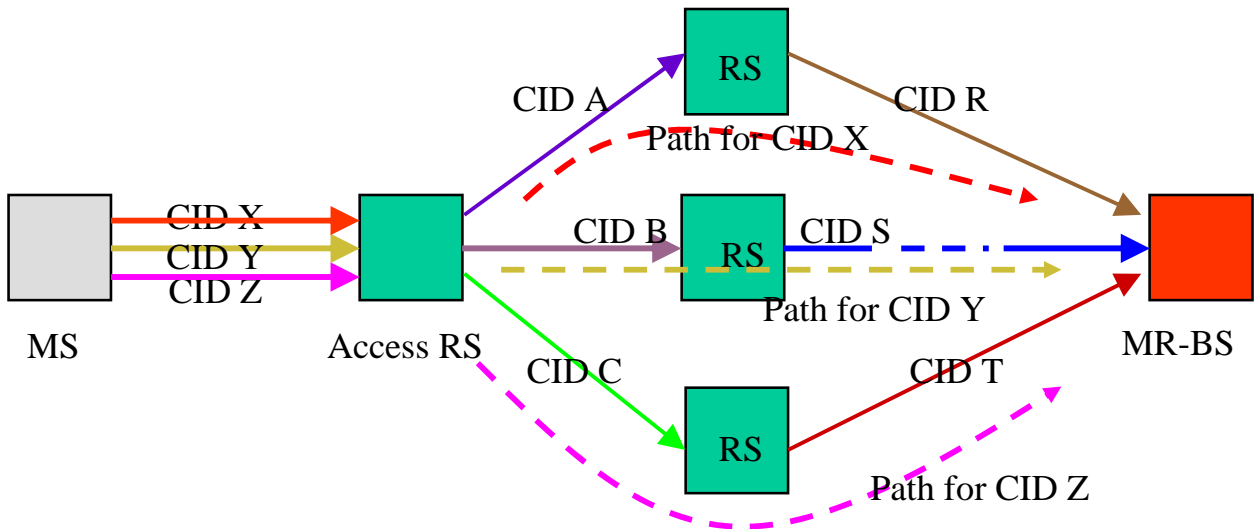 RS
CID A
CID R
Path for CID X
CID X
CID Y
CID Z
CID B
RS
CID S
Path for CID Y
MS
Access RS
MR-BS
CID C
CID T
RS
Path for CID Z